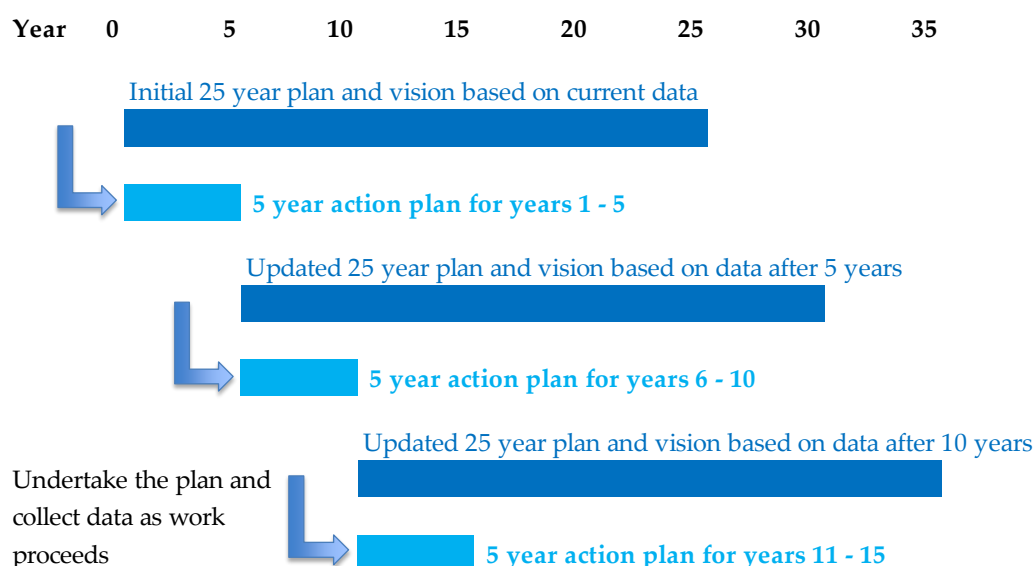 Year 0 5 10 15 20 25 30 35
Initial 25 year plan and vision based on current data
5 year action plan for years 1 - 5
Updated 25 year plan and vision based on data after 5 years
5 year action plan for years 6 - 10
Updated 25 year plan and vision based on data after 10 years
Undertake the plan and
collect data as work
proceeds
5 year action plan for years 11 - 15